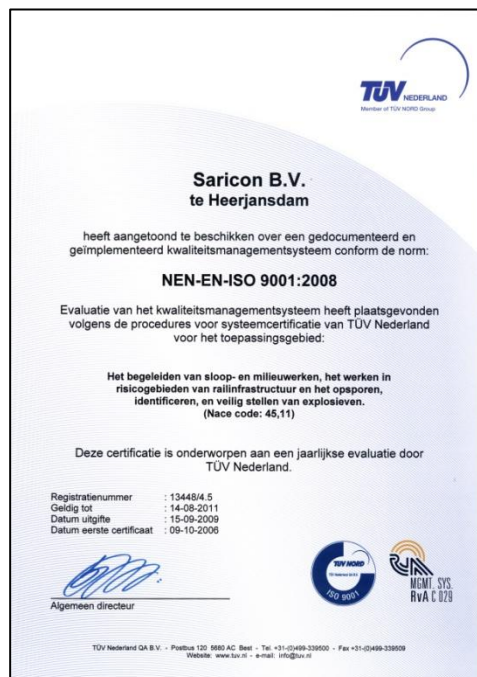 TÜV NEDERLAND
Member of TÜV NORD Group
Saricon B.V.
te Heerjansdam
heeft aangetoond te beschikken over een gedocumenteerd en
geïmplementeerd kwaliteitsmanagementsysteem conform de norm:
NEN-EN-ISO 9001:2008
Evaluatie van het kwaliteitsmanagementsysteem heeft plaatsgevonden
volgens de procedures voor systeemcertificatie van TÜV Nederland
voor het toepassingsgebied:
Het begeleiden van sloop- en milieuwerken, het werken in
risicogebieden van railinfrastructuur en het opsporen,
identificeren, en veilig stellen van explosieven.
(Nace code: 45,11)
Deze certificatie is onderworpen aan een jaarlijkse evaluatie door
TÜV Nederland.
Registratienummer : 13448/4.5
Geldig tot : 14-08-2011
Datum uitgifte : 15-09-2009
Datum eerste certificaat : 09-10-2006
Algemeen directeur
TÜV NORD
TÜV Nederland QA B.V.
ISO 9001
RvA
MGMT. SYS.
RvA C 029
TÜV Nederland QA B.V. - Postbus 120 5680 AC Best - Tel. +31-(0)499-339500 - Fax +31-(0)499-339509
Website: www.tuv.nl - e-mail: info@tuv.nl